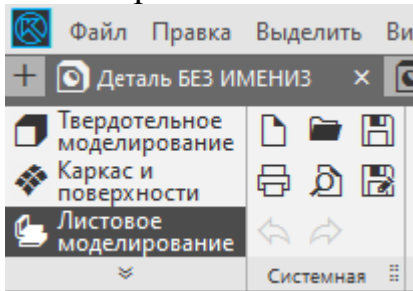 Файл Правка Выделить Ви
Деталь БЕЗ ИМЕНИ3
Твердотельное
моделирование
Каркас и
поверхности
Листовое
моделирование
Системная